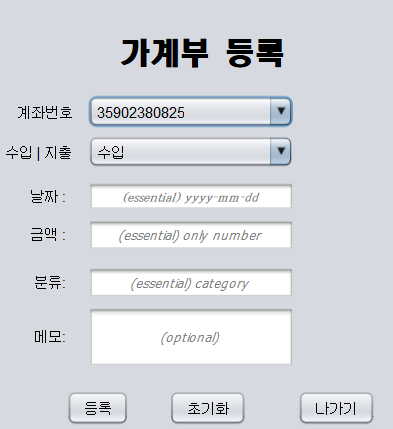 가계부 등록
계좌번호 35902380825
수입 | 지출 수입
날짜 : (essential) yyyy-mm-dd
금액 : (essential) only number
분류: (essential) category
메모: (optional)
등록 초기화 나가기